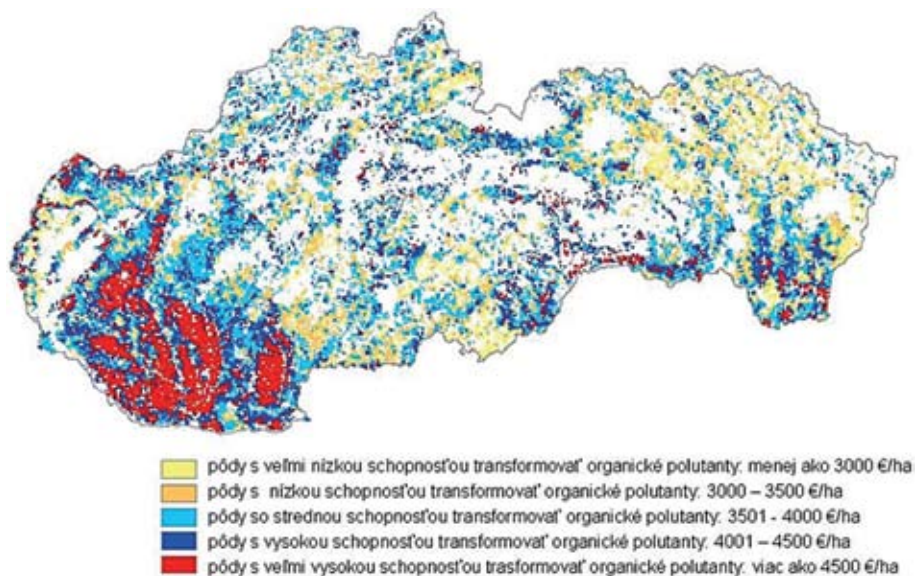 pôdy s veľmi nízkou schopnosťou transformovať organické polutanty: menej ako 3000 €/ha
pôdy s nízkou schopnosťou transformovať organické polutanty: 3000 – 3500 €/ha
pôdy so strednou schopnosťou transformovať organické polutanty: 3501 - 4000 €/ha
pôdy s vysokou schopnosťou transformovať organické polutanty: 4001 – 4500 €/ha
pôdy s veľmi vysokou schopnosťou trasformovať organické polutanty: viac ako 4500 €/ha